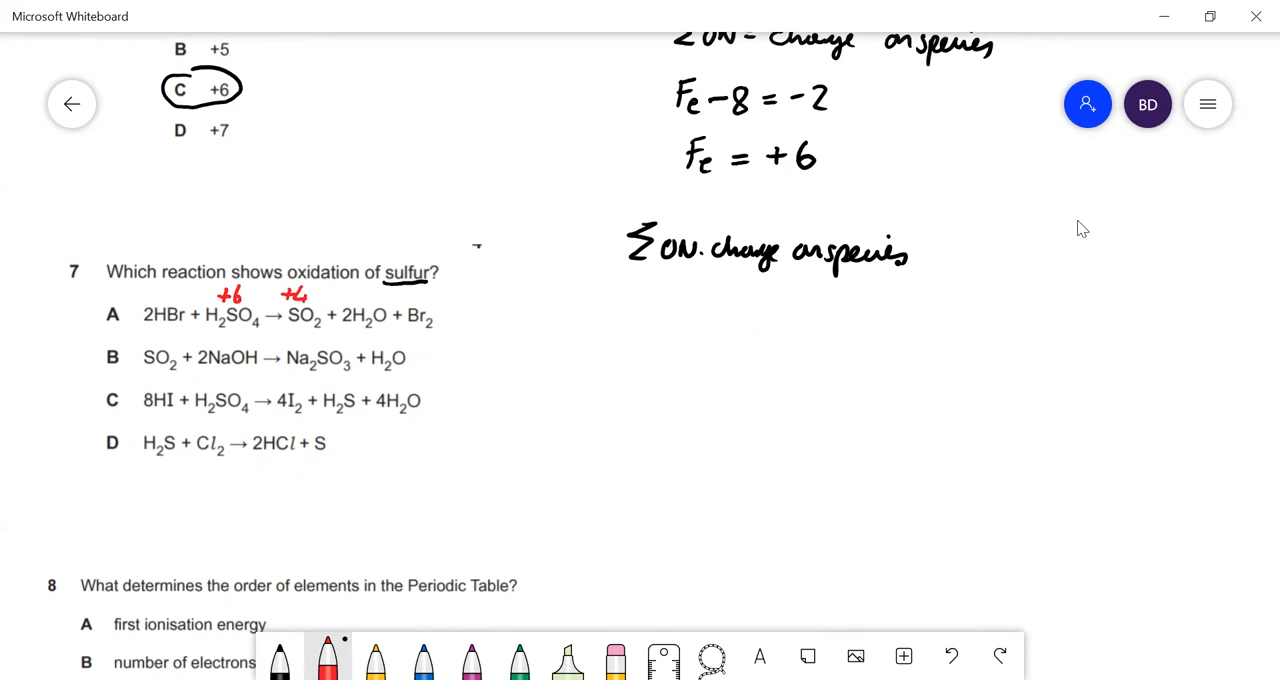 Microsoft Whiteboard
B +5
C +6
D +7
Σ ON = charge on species
Fe - 8 = -2
Fe = +6
BD
Σ ON. charge on species
7 Which reaction shows oxidation of sulfur?
+6 +4
A 2HBr + H₂SO₄ → SO₂ + 2H₂O + Br₂
B SO₂ + 2NaOH → Na₂SO₃ + H₂O
C 8HI + H₂SO₄ → 4I₂ + H₂S + 4H₂O
D H₂S + Cl₂ → 2HCl + S
8 What determines the order of elements in the Periodic Table?
A first ionisation energy
B number of electrons
A